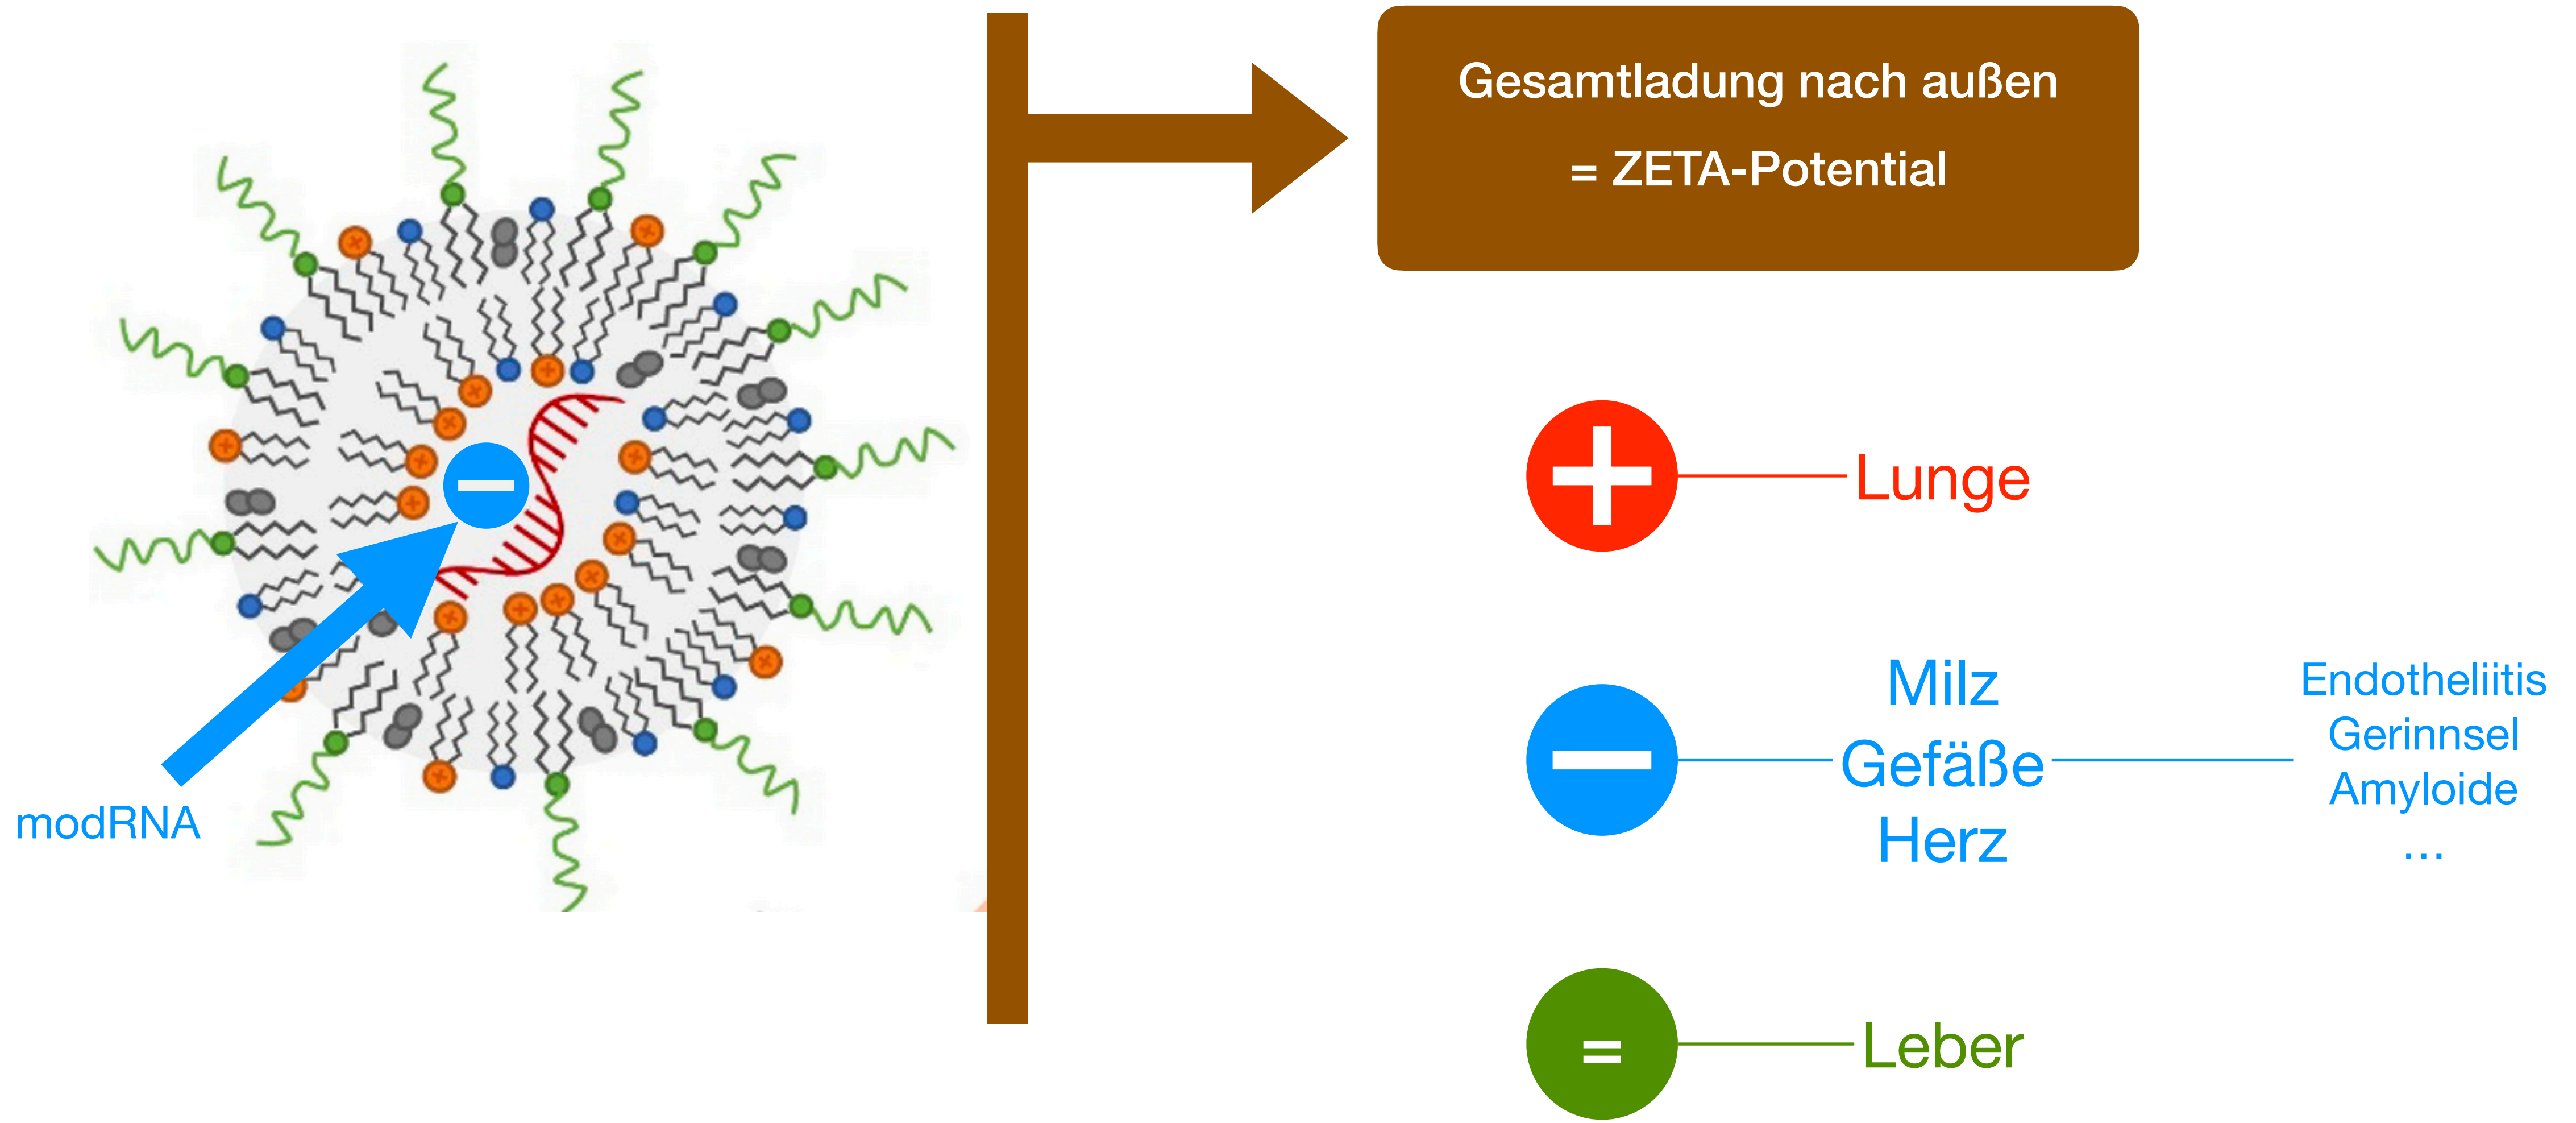 Gesamtladung nach außen
= ZETA-Potential
modRNA
Lunge
Milz
Gefäße
Herz
Endotheliitis
Gerinnsel
Amyloide
...
=
Leber